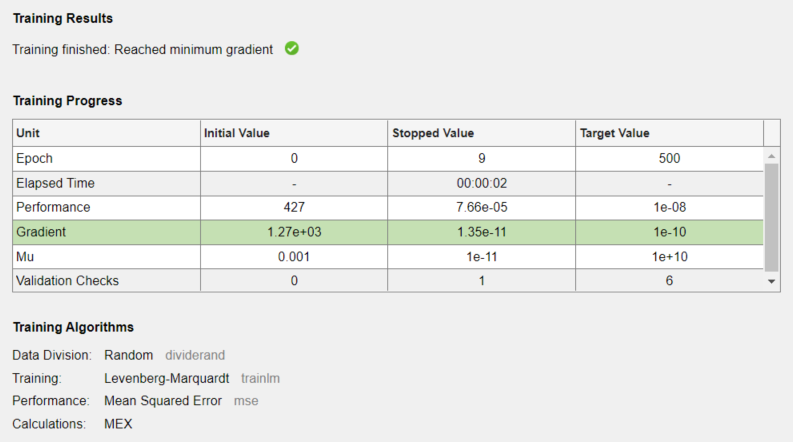 Training Results
Training finished: Reached minimum gradient
Training Progress
Unit Initial Value Stopped Value Target Value
Epoch 0 9 500
Elapsed Time - 00:00:02 -
Performance 427 7.66e-05 1e-08
Gradient 1.27e+03 1.35e-11 1e-10
Mu 0.001 1e-11 1e+10
Validation Checks 0 1 6
Training Algorithms
Data Division: Random dividerand
Training: Levenberg-Marquardt trainlm
Performance: Mean Squared Error mse
Calculations: MEX